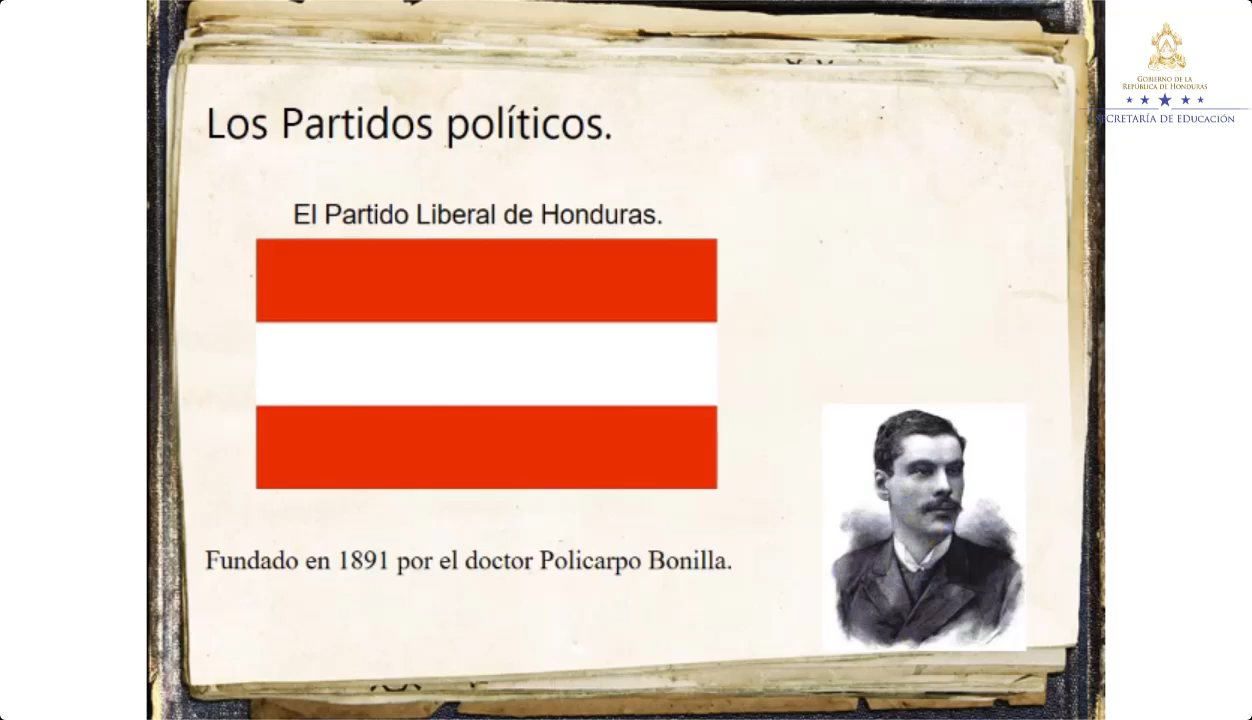 Los Partidos políticos.
El Partido Liberal de Honduras.
Fundado en 1891 por el doctor Policarpo Bonilla.
GOBIERNO DE LA
REPÚBLICA DE HONDURAS
SECRETARÍA DE EDUCACIÓN